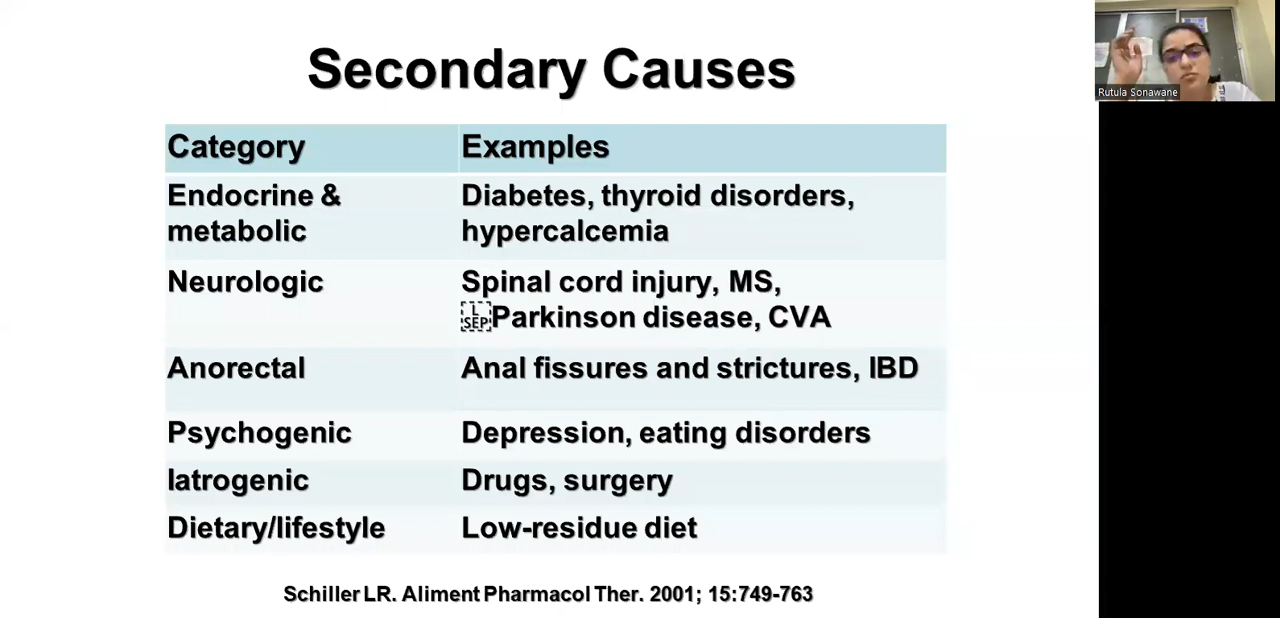 Secondary Causes
Rutula Sonawane
Category Examples
Endocrine & Diabetes, thyroid disorders,
metabolic hypercalcemia
Neurologic Spinal cord injury, MS,
L SEP Parkinson disease, CVA
Anorectal Anal fissures and strictures, IBD
Psychogenic Depression, eating disorders
Iatrogenic Drugs, surgery
Dietary/lifestyle Low-residue diet
Schiller LR. Aliment Pharmacol Ther. 2001; 15:749-763